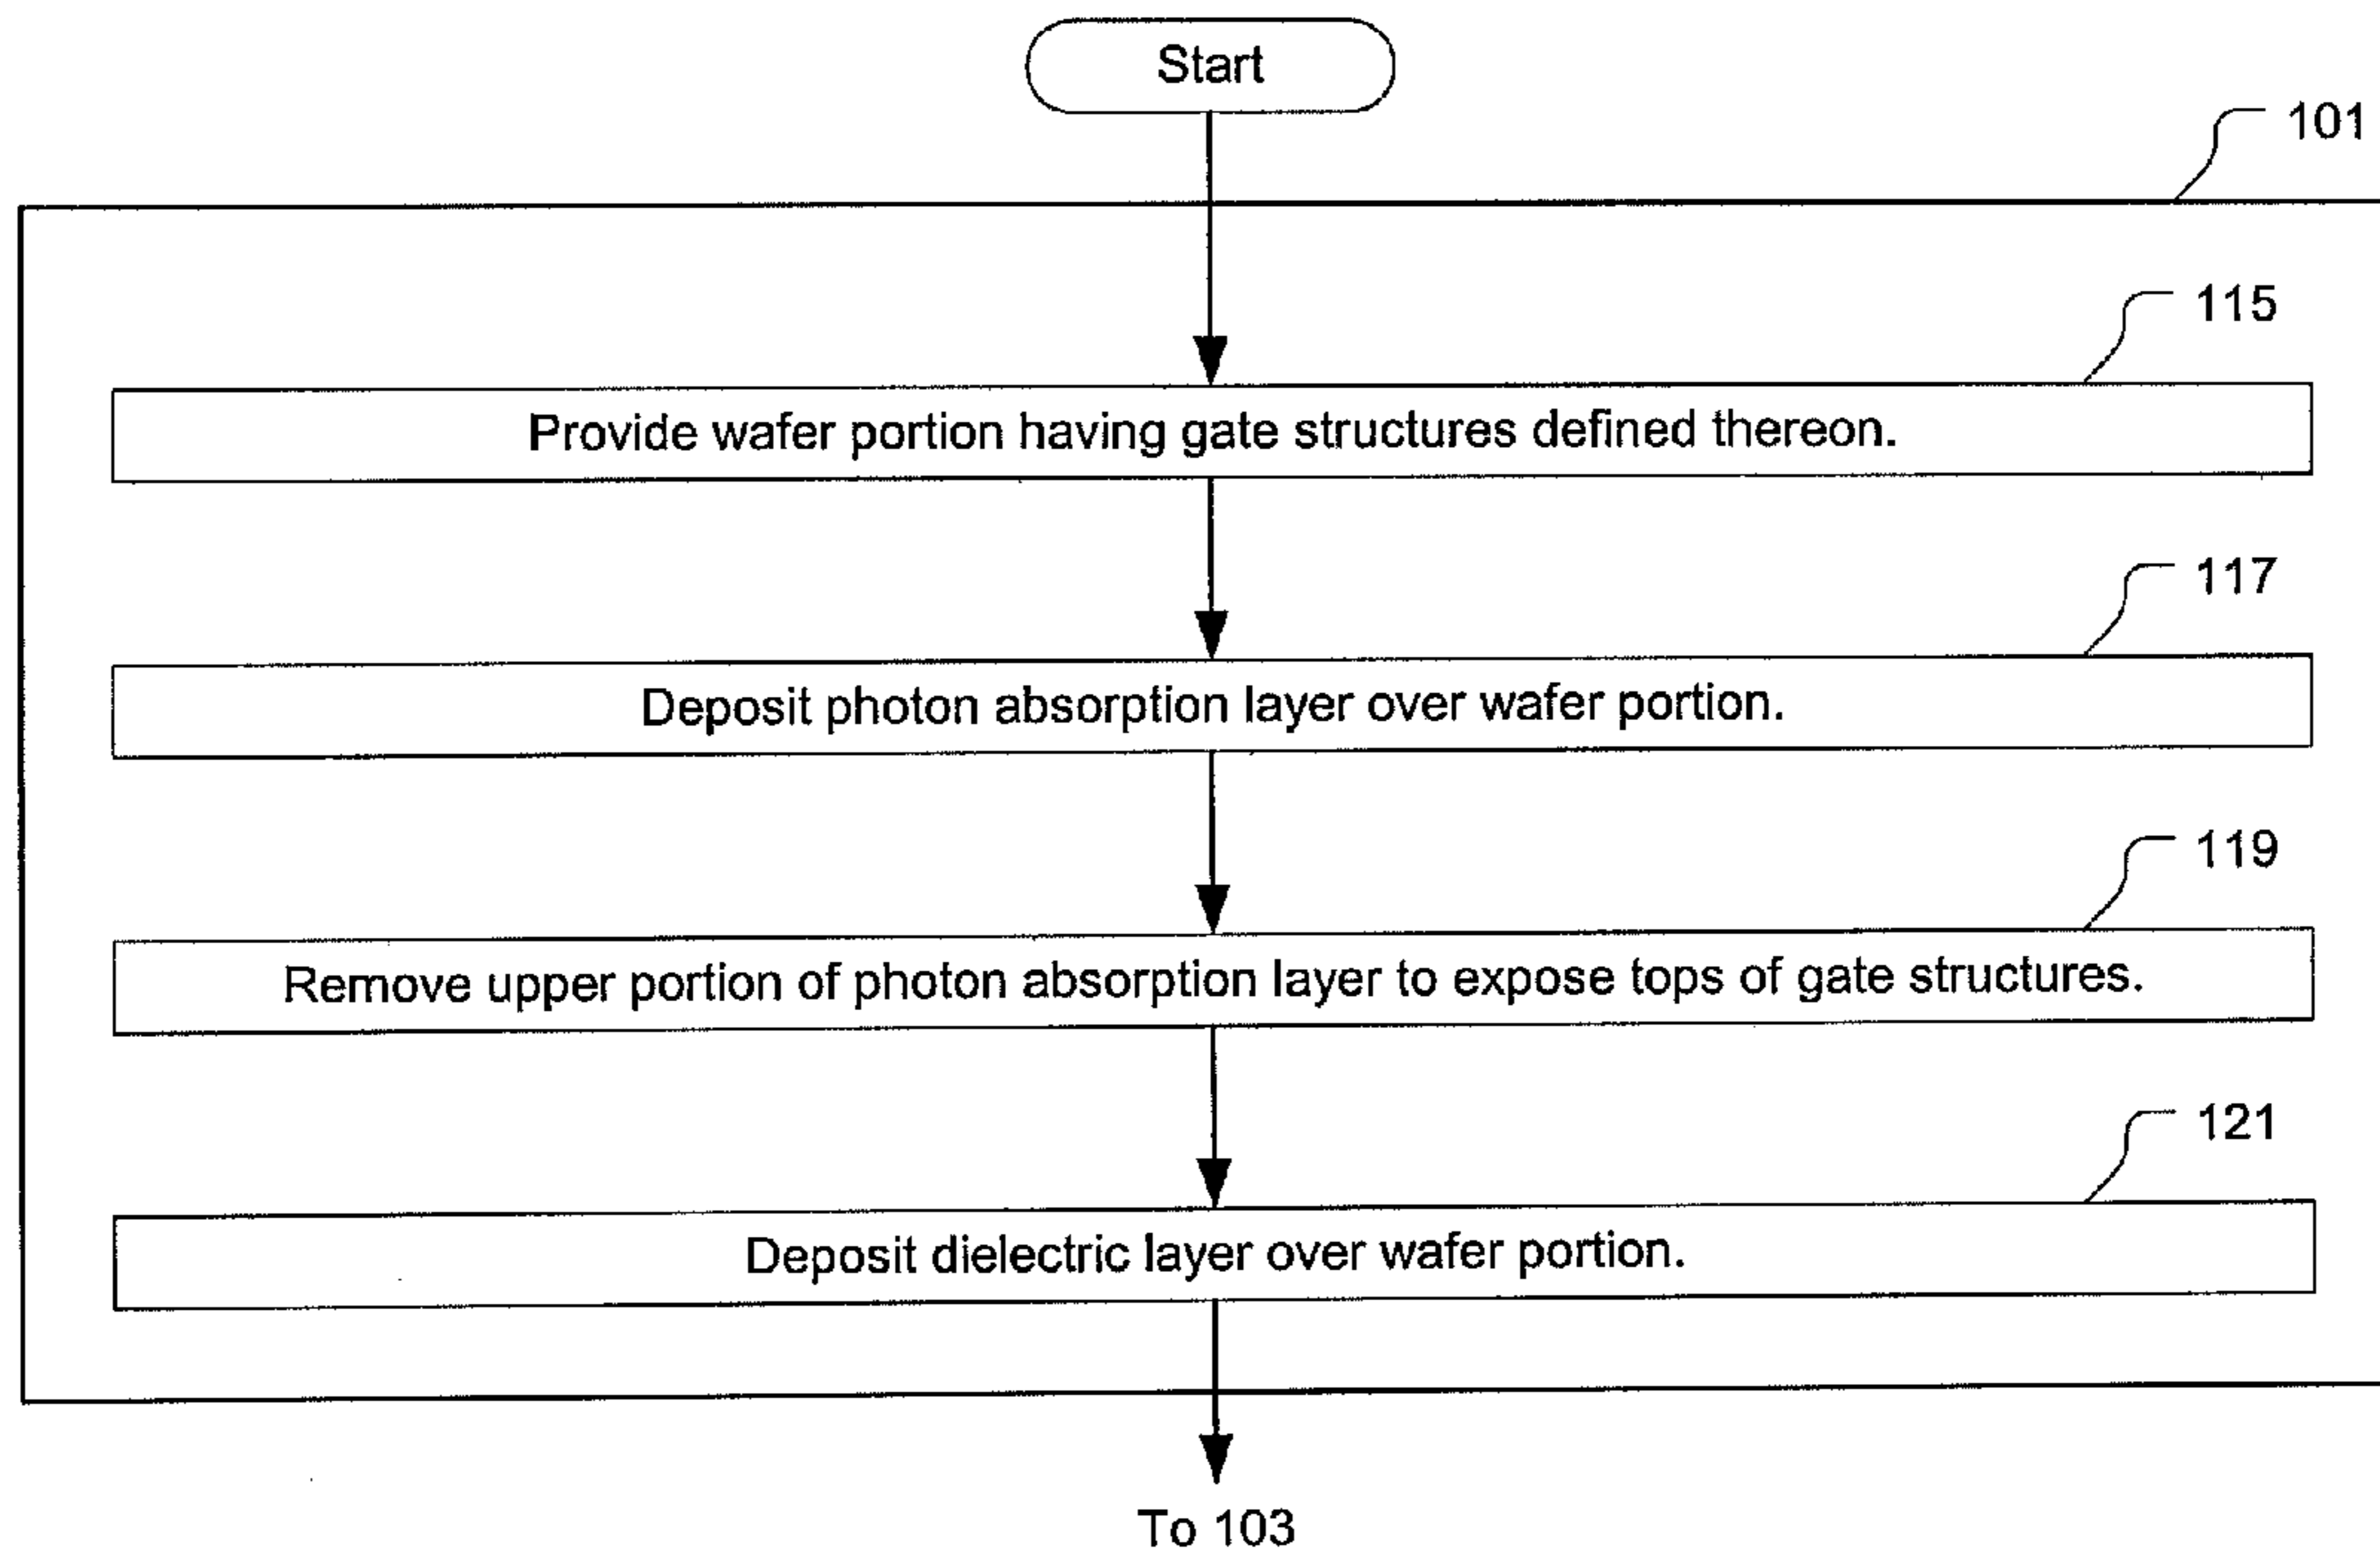 Start
101
115
Provide wafer portion having gate structures defined thereon.
117
Deposit photon absorption layer over wafer portion.
119
Remove upper portion of photon absorption layer to expose tops of gate structures.
121
Deposit dielectric layer over wafer portion.
To 103